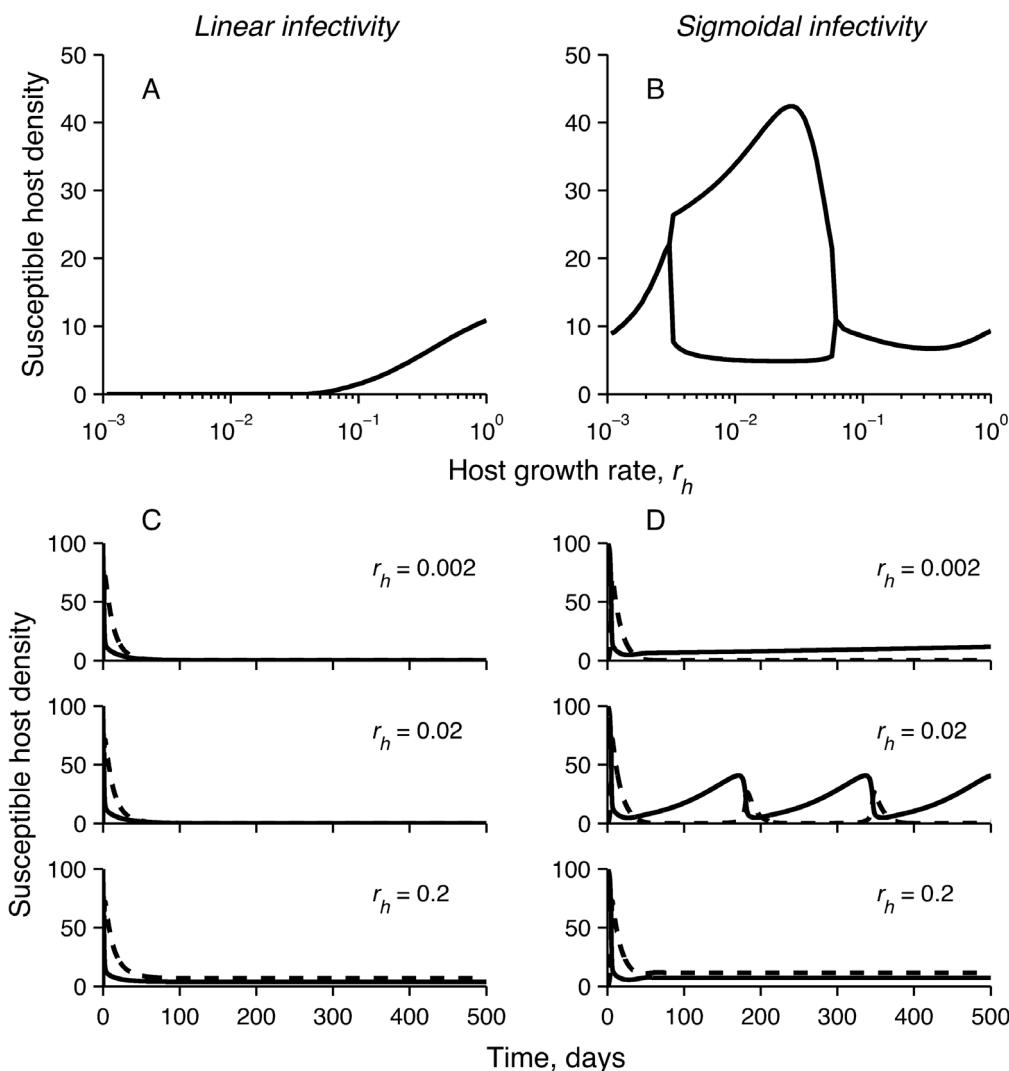 Linear infectivity
Sigmoidal infectivity
Susceptible host density
50
40
30
20
10
0
A
10⁻³ 10⁻² 10⁻¹ 10⁰
50
40
30
20
10
0
B
10⁻³ 10⁻² 10⁻¹ 10⁰
Host growth rate, r_h
Susceptible host density
C
100
50
0
r_h = 0.002
100
50
0
r_h = 0.02
100
50
0
r_h = 0.2
0 100 200 300 400 500
D
100
50
0
r_h = 0.002
100
50
0
r_h = 0.02
100
50
0
r_h = 0.2
0 100 200 300 400 500
Time, days